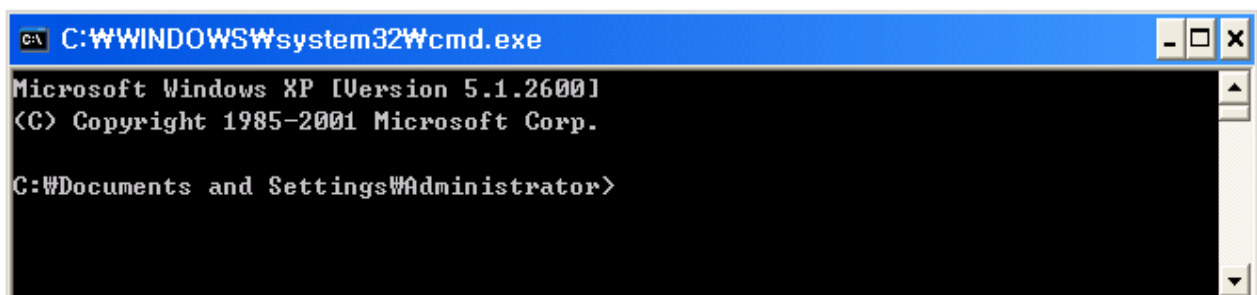 C:₩WINDOWS₩system32₩cmd.exe
Microsoft Windows XP [Version 5.1.2600]
(C) Copyright 1985-2001 Microsoft Corp.
C:₩Documents and Settings₩Administrator>